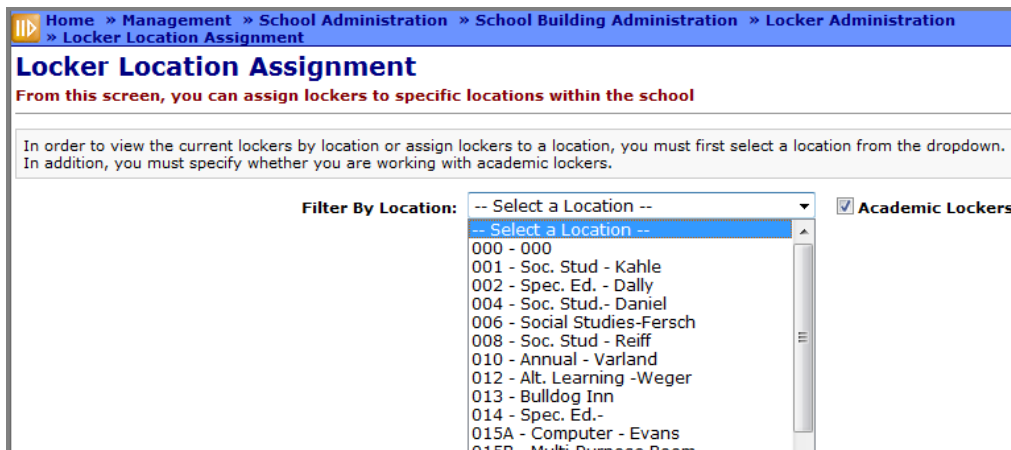 Home » Management » School Administration » School Building Administration » Locker Administration
» Locker Location Assignment
Locker Location Assignment
From this screen, you can assign lockers to specific locations within the school
In order to view the current lockers by location or assign lockers to a location, you must first select a location from the dropdown.
In addition, you must specify whether you are working with academic lockers.
Filter By Location: -- Select a Location -- Academic Lockers
-- Select a Location --
000 - 000
001 - Soc. Stud - Kahle
002 - Spec. Ed. - Dally
004 - Soc. Stud.- Daniel
006 - Social Studies-Fersch
008 - Soc. Stud - Reiff
010 - Annual - Varland
012 - Alt. Learning -Weger
013 - Bulldog Inn
014 - Spec. Ed.-
015A - Computer - Evans
015B - Multi Purpose Room